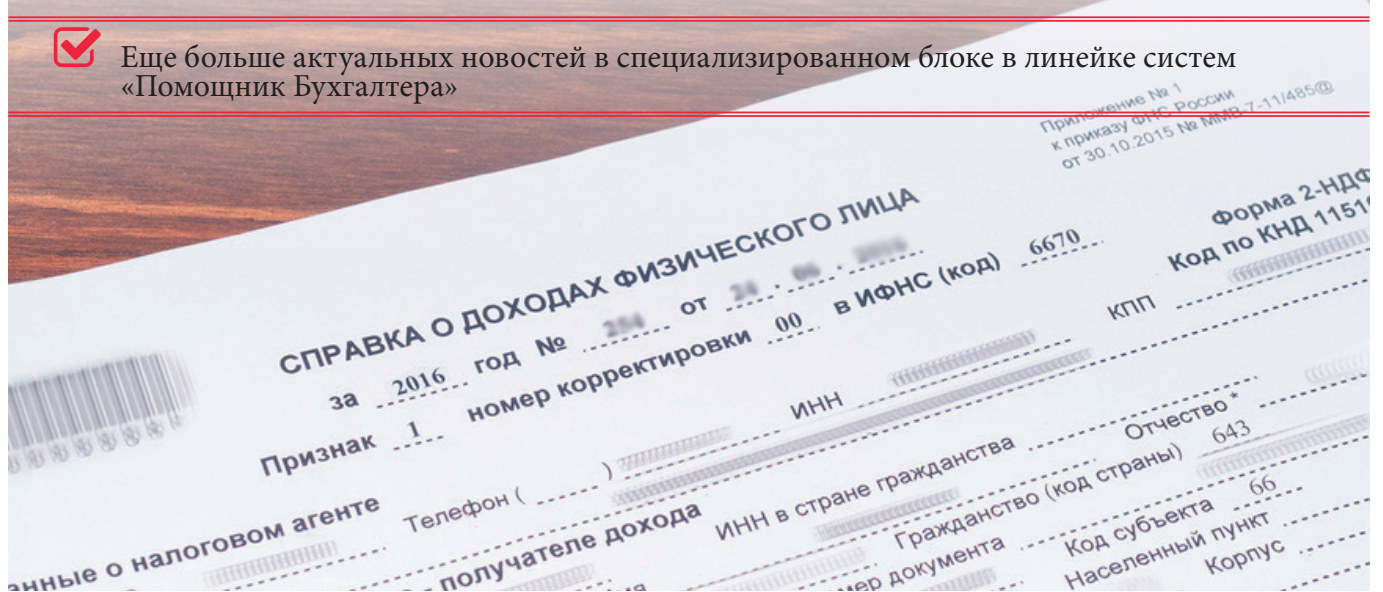 Еще больше актуальных новостей в специализированном блоке в линейке систем
«Помощник Бухгалтера»
Приложение № 1
к приказу ФНС России
от 30.10.2015 № ММВ-7-11/485@
Форма 2-НДФ
Код по КНД 11519
СПРАВКА О ДОХОДАХ ФИЗИЧЕСКОГО ЛИЦА
за 2016 год № от
Признак 1 номер корректировки 00 в ИФНС (код) 6670
анные о налоговом агенте
Телефон ( ) ИНН КПП
получателе дохода
ИНН в стране гражданства Отчество *
Гражданство (код страны) 643
мер документа Код субъекта 66
Населенный пункт
Корпус